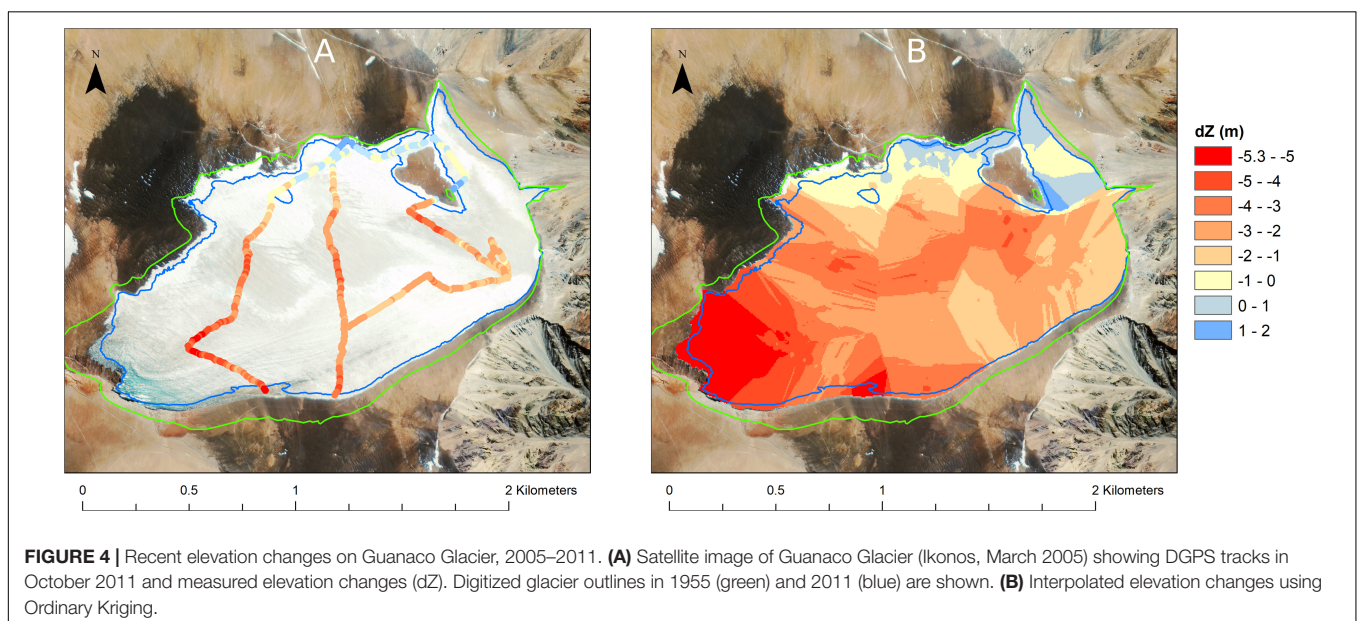 A
N
B
N
dZ (m)
-5.3 - -5
-5 - -4
-4 - -3
-3 - -2
-2 - -1
-1 - 0
0 - 1
1 - 2
0 0.5 1 2 Kilometers
0 0.5 1 2 Kilometers
FIGURE 4 | Recent elevation changes on Guanaco Glacier, 2005–2011. (A) Satellite image of Guanaco Glacier (Ikonos, March 2005) showing DGPS tracks in
October 2011 and measured elevation changes (dZ). Digitized glacier outlines in 1955 (green) and 2011 (blue) are shown. (B) Interpolated elevation changes using
Ordinary Kriging.